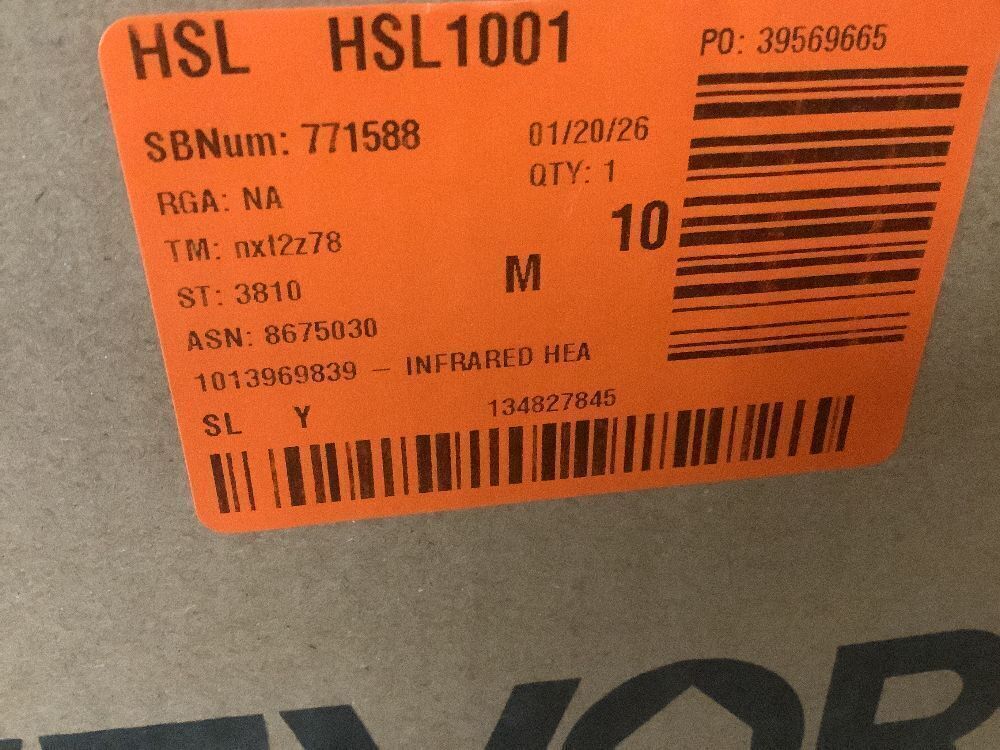 HSL HSL1001
PO: 39569665
SBNum: 771588
01/20/26
RGA: NA
QTY: 1
TM: nxt2z78
10
ST: 3810
M
ASN: 8675030
1013969839 – INFRARED HEA
SL Y
134827845